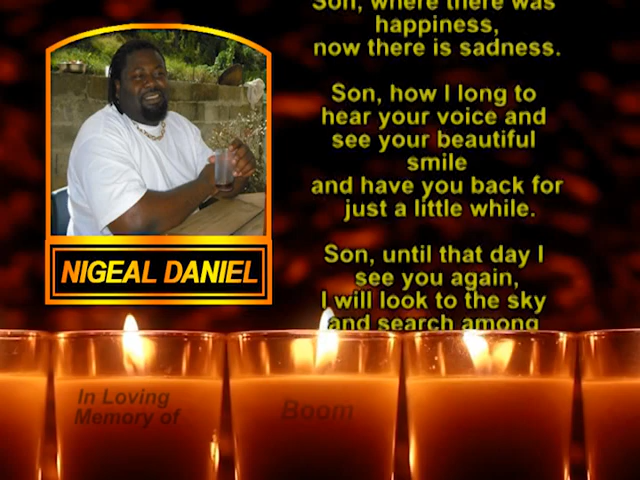 Son, where there was
happiness,
now there is sadness.
Son, how I long to
hear your voice and
see your beautiful
smile
and have you back for
just a little while.
Son, until that day I
see you again,
I will look to the sky
and search among
NIGEAL DANIEL
In Loving
Memory of
Boom